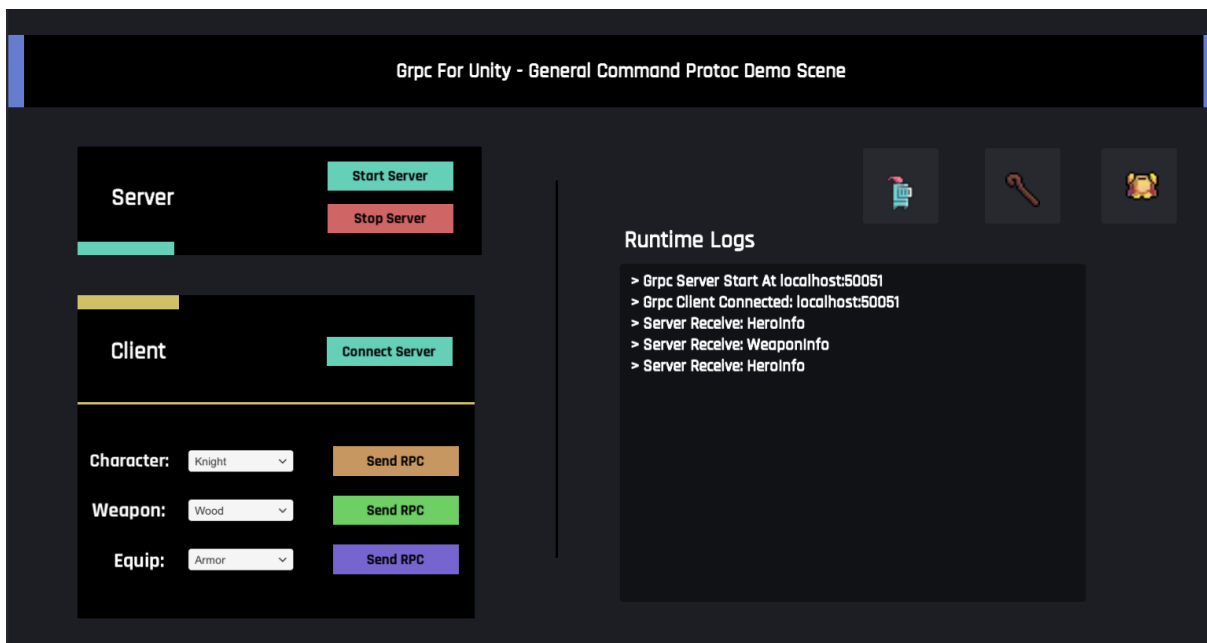 Grpc For Unity - General Command Protoc Demo Scene
Server
Start Server
Stop Server
Client
Connect Server
Character:
Knight
Send RPC
Weapon:
Wood
Send RPC
Equip:
Armor
Send RPC
Runtime Logs
> Grpc Server Start At localhost:50051
> Grpc Client Connected: localhost:50051
> Server Receive: HeroInfo
> Server Receive: WeaponInfo
> Server Receive: HeroInfo